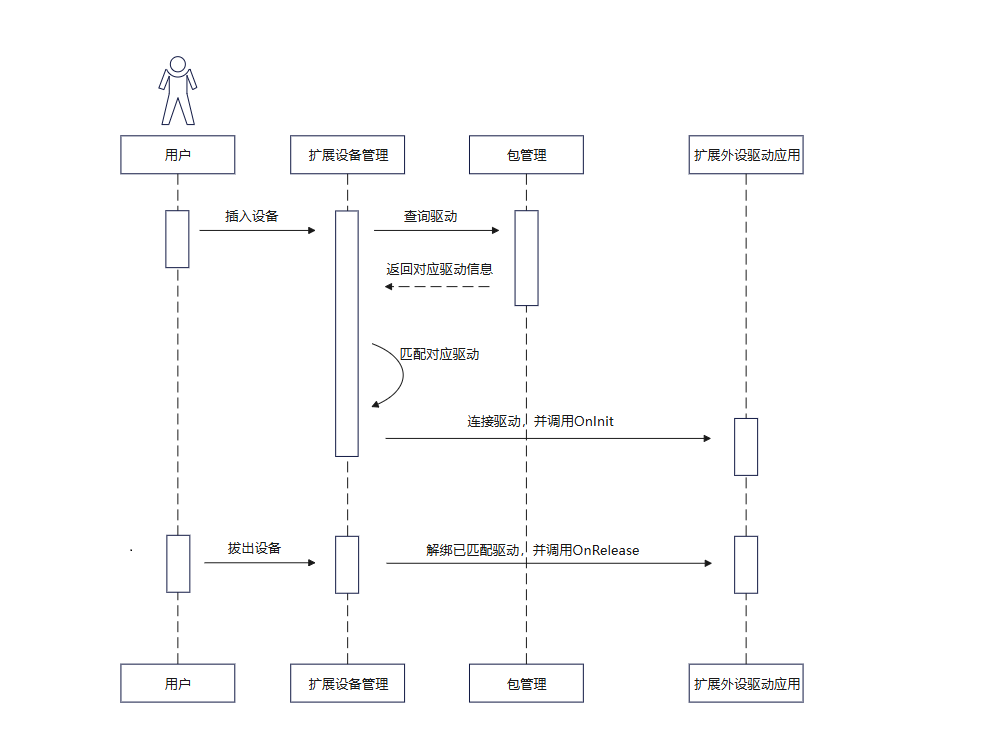 用户
扩展设备管理
包管理
扩展外设驱动应用
插入设备
查询驱动
返回对应驱动信息
匹配对应驱动
连接驱动，并调用OnInit
拔出设备
解绑已匹配驱动，并调用OnRelease
用户
扩展设备管理
包管理
扩展外设驱动应用